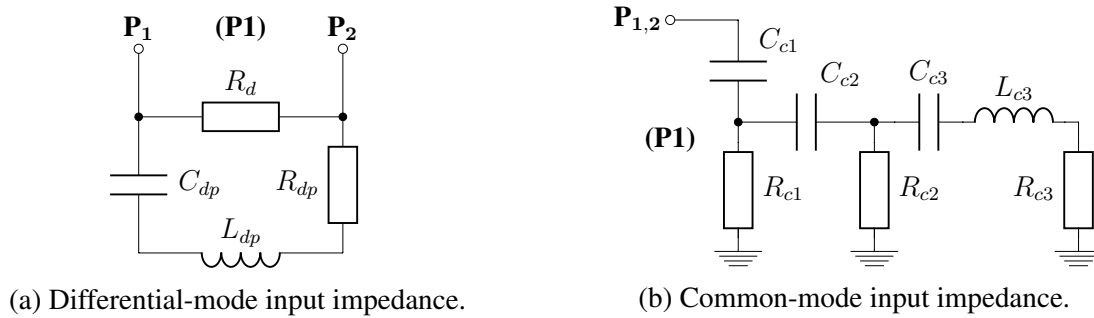 P1 (P1) P2
Rd
Cdp Rdp
Ldp
(a) Differential-mode input impedance.
P1,2
Cc1
Cc2 Cc3 Lc3
(P1)
Rc1 Rc2 Rc3
(b) Common-mode input impedance.